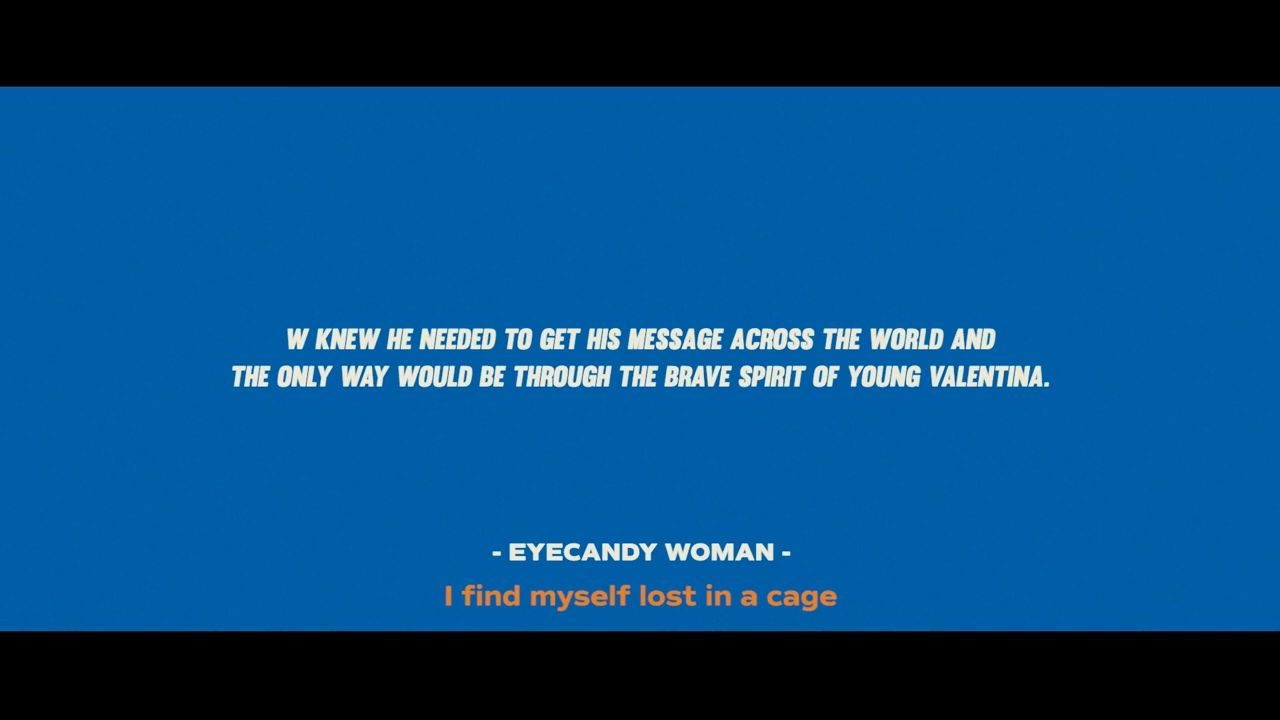 W KNEW HE NEEDED TO GET HIS MESSAGE ACROSS THE WORLD AND
THE ONLY WAY WOULD BE THROUGH THE BRAVE SPIRIT OF YOUNG VALENTINA.
- EYECANDY WOMAN -
I find myself lost in a cage